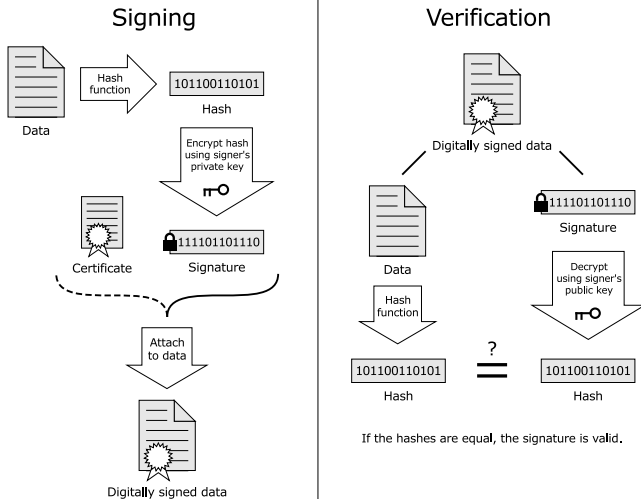 Signing
Hash
function
101100110101
Hash
Data
Encrypt hash
using signer's
private key
111101101110
Certificate
Signature
Attach
to data
Digitally signed data
Verification
Digitally signed data
111101101110
Signature
Data
Hash
function
Decrypt
using signer's
public key
?
101100110101
101100110101
Hash
Hash
If the hashes are equal, the signature is valid.